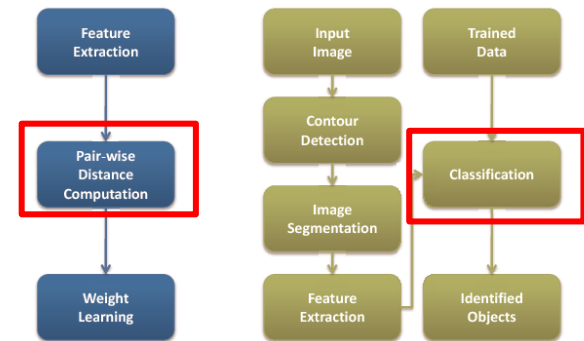 Feature
Extraction
Pair-wise
Distance
Computation
Weight
Learning
Input
Image
Contour
Detection
Image
Segmentation
Feature
Extraction
Trained
Data
Classification
Identified
Objects